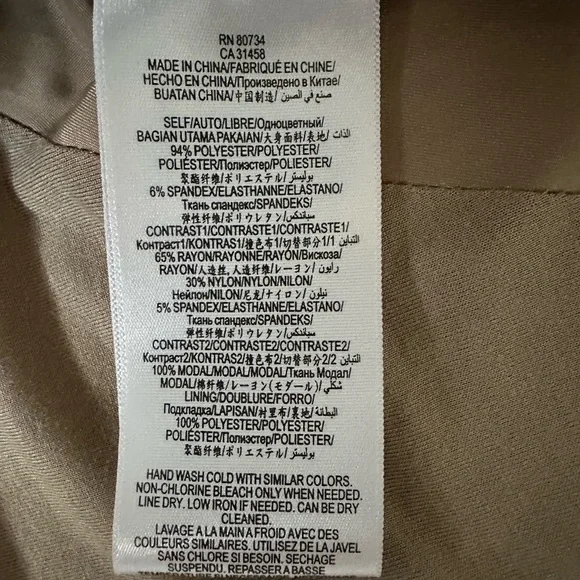 RN 80734
CA 31458
MADE IN CHINA/FABRIQUÉ EN CHINE/
HECHO EN CHINA/Произведено в Китае/
BUATAN CHINA/中国制造/ صنع في الصين/
SELF/AUTO/LIBRE/Одноцветный/
BAGIAN UTAMA PAKAIAN/大身面料/表地/ الذات/
94% POLYESTER/POLYESTER/
POLIÉSTER/Полиэстер/POLIESTER/
聚酯纤维/ポリエステル/ بوليستر/
6% SPANDEX/ELASTHANNE/ELASTANO/
Ткань спандекс/SPANDEKS/
弹性纤维/ポリウレタン/ سباندكس/
CONTRAST1/CONTRASTE1/CONTRASTE1/
Контраст1/KONTRAS1/撞色布1/切替部分1/ التباين 1/
65% RAYON/RAYONNE/RAYÓN/Вискоза/
RAYON/人造丝, 人造纤维/レーヨン/ رايون/
30% NYLON/NYLON/NILON/
Нейлон/NILON/尼龙/ナイロン/ نيلون/
5% SPANDEX/ELASTHANNE/ELASTANO/
Ткань спандекс/SPANDEKS/
弹性纤维/ポリウレタン/ سباندكس/
CONTRAST2/CONTRASTE2/CONTRASTE2/
Контраст2/KONTRAS2/撞色布2/切替部分2/ التباين 2/
100% MODAL/MODAL/MODAL/Ткань Модал/
MODAL/棉纤维/レーヨン(モダール)/ شكلي/
LINING/DOUBLURE/FORRO/
Подкладка/LAPISAN/衬里布/裏地/ البطانة/
100% POLYESTER/POLYESTER/
POLIÉSTER/Полиэстер/POLIESTER/
聚酯纤维/ポリエステル/ بوليستر/
HAND WASH COLD WITH SIMILAR COLORS.
NON-CHLORINE BLEACH ONLY WHEN NEEDED.
LINE DRY. LOW IRON IF NEEDED. CAN BE DRY
CLEANED.
LAVAGE A LA MAIN A FROID AVEC DES
COULEURS SIMILAIRES. UTILISEZ DE LA JAVEL
SANS CHLORE SI BESOIN. SECHAGE
SUSPENDU. REPASSER A BASSE